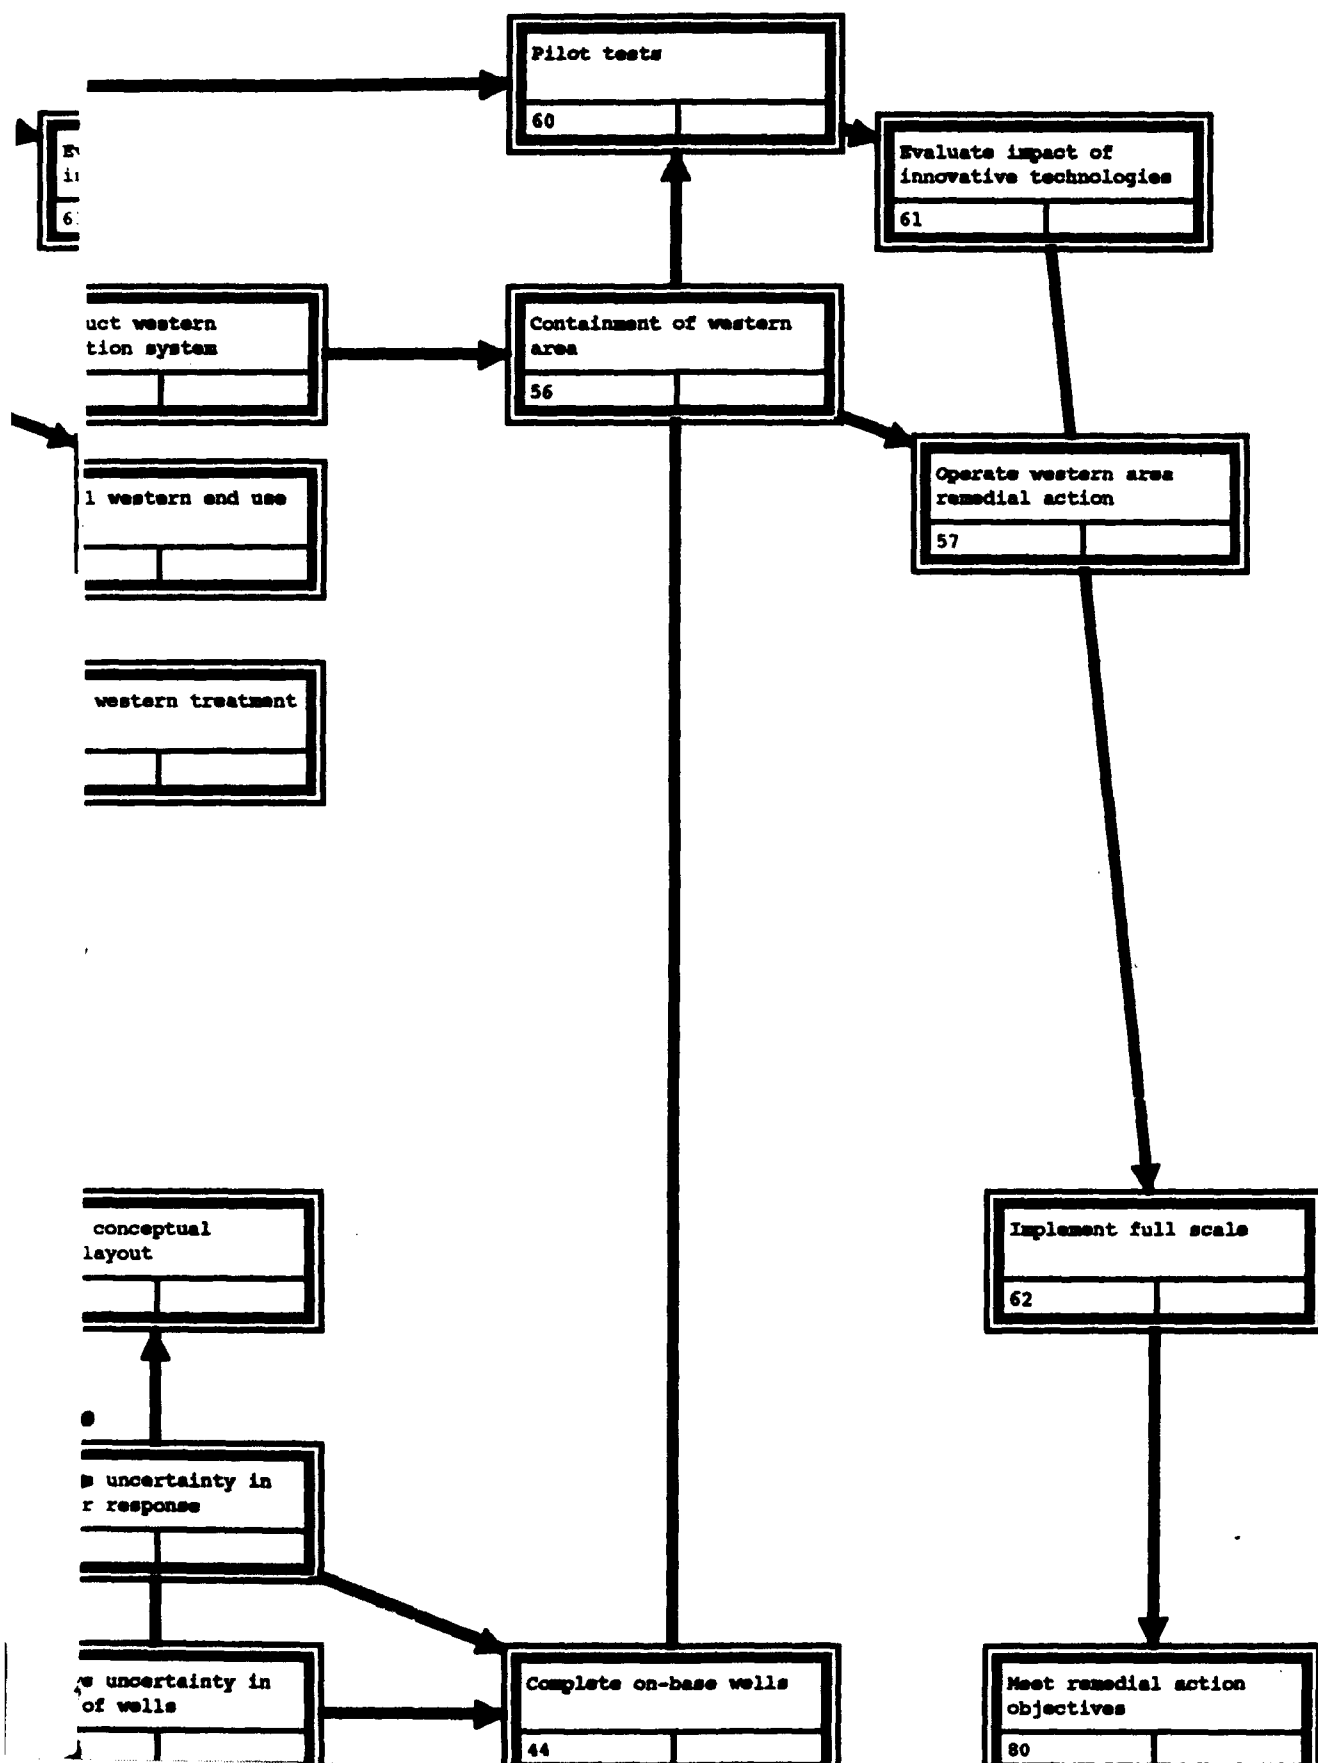 Pilot tests
60
Evaluate impact of
innovative technologies
61
uct western
tion system
Containment of western
area
56
l western end use
Operate western area
remedial action
57
western treatment
conceptual
layout
Implement full scale
62
uncertainty in
r response
uncertainty in
of wells
Complete on-base wells
44
Meet remedial action
objectives
80